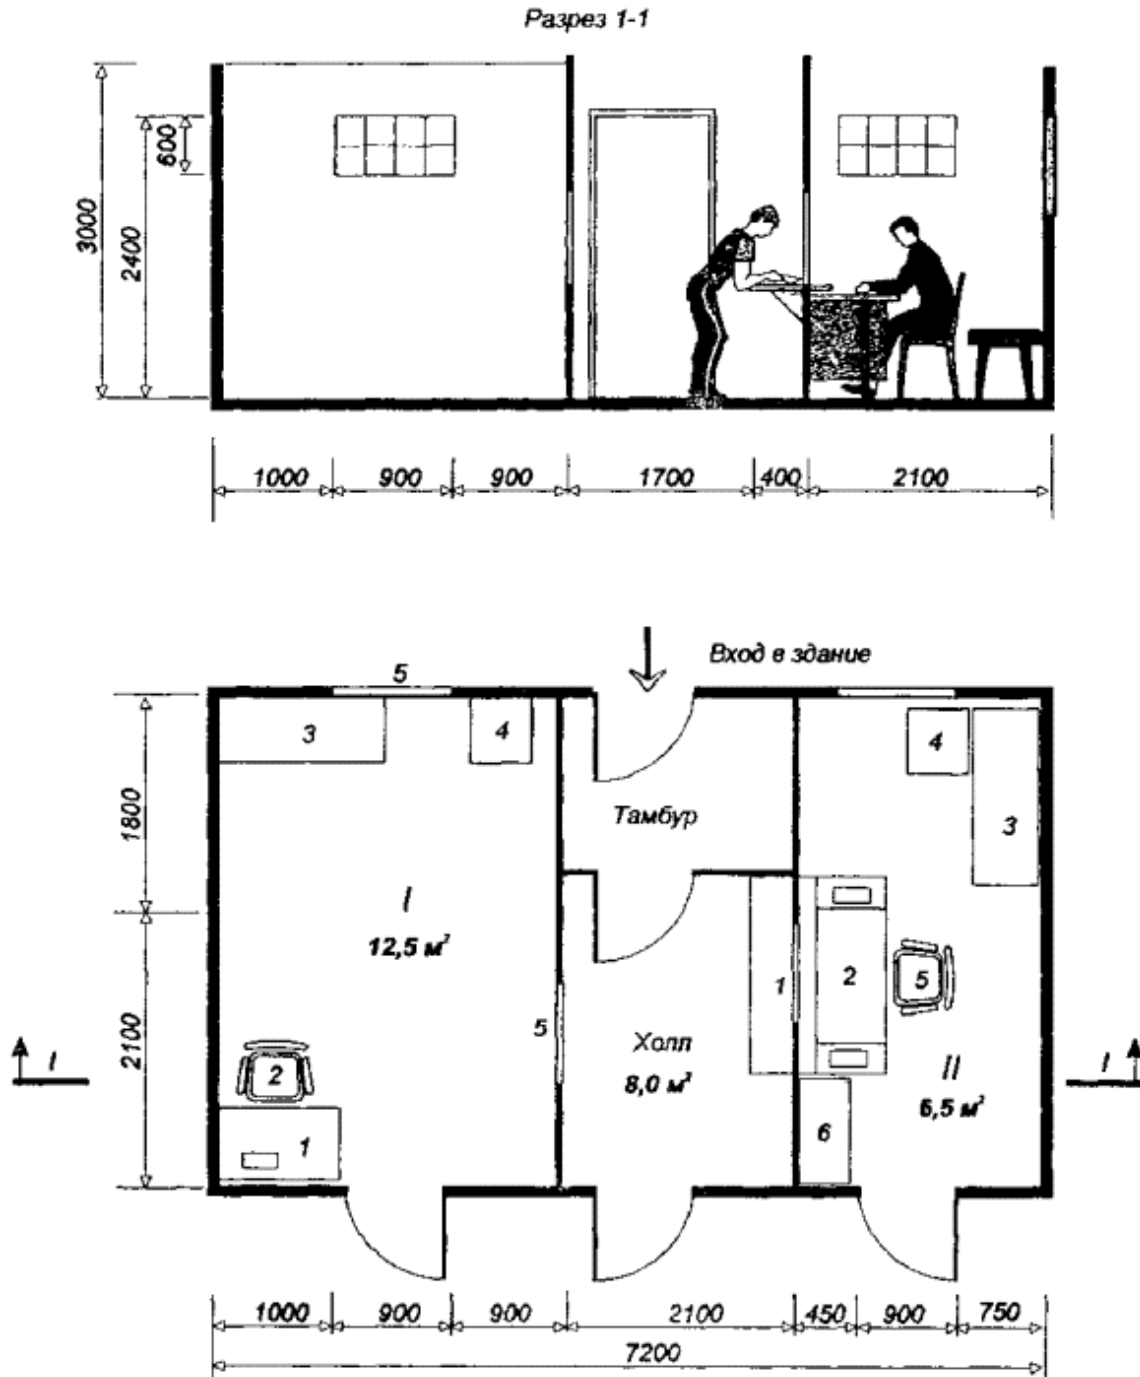 Разрез 1-1
600
3000
2400
1000 900 900 1700 400 2100
Вход в здание
5
3 4 4
1800
Тамбур
3
I
12,5 м²
2100
5
1 2 5
Холл
8,0 м²
II
6,5 м²
I I
2
1
6
1000 900 900 2100 450 900 750
7200